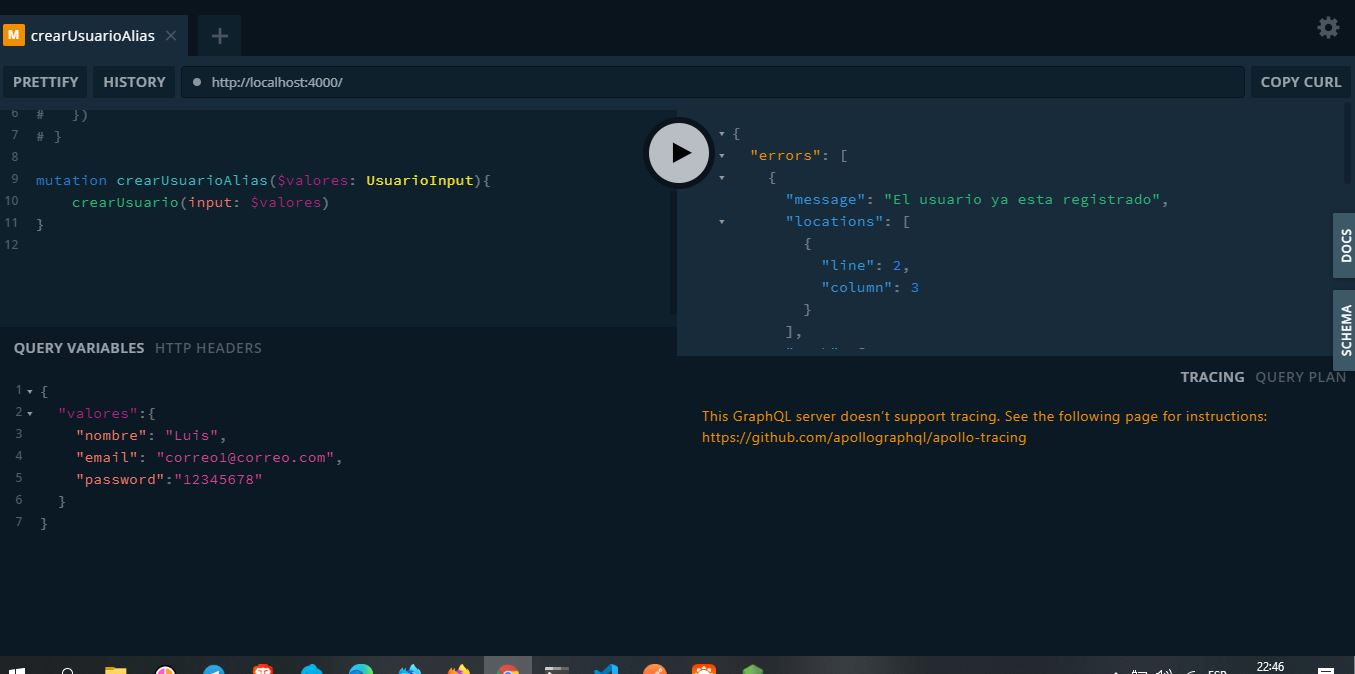 M crearUsuarioAlias
PRETTIFY HISTORY http://localhost:4000/ COPY CURL
6 # })
7 # }
8
9 mutation crearUsuarioAlias($valores: UsuarioInput){
10 crearUsuario(input: $valores)
11 }
12
{
"errors": [
{
"message": "El usuario ya esta registrado",
"locations": [
{
"line": 2,
"column": 3
}
],
DOCS
SCHEMA
QUERY VARIABLES HTTP HEADERS
1 {
2 "valores":{
3 "nombre": "Luis",
4 "email": "correo1@correo.com",
5 "password":"12345678"
6 }
7 }
TRACING QUERY PLAN
This GraphQL server doesn't support tracing. See the following page for instructions:
https://github.com/apollographql/apollo-tracing
22:46